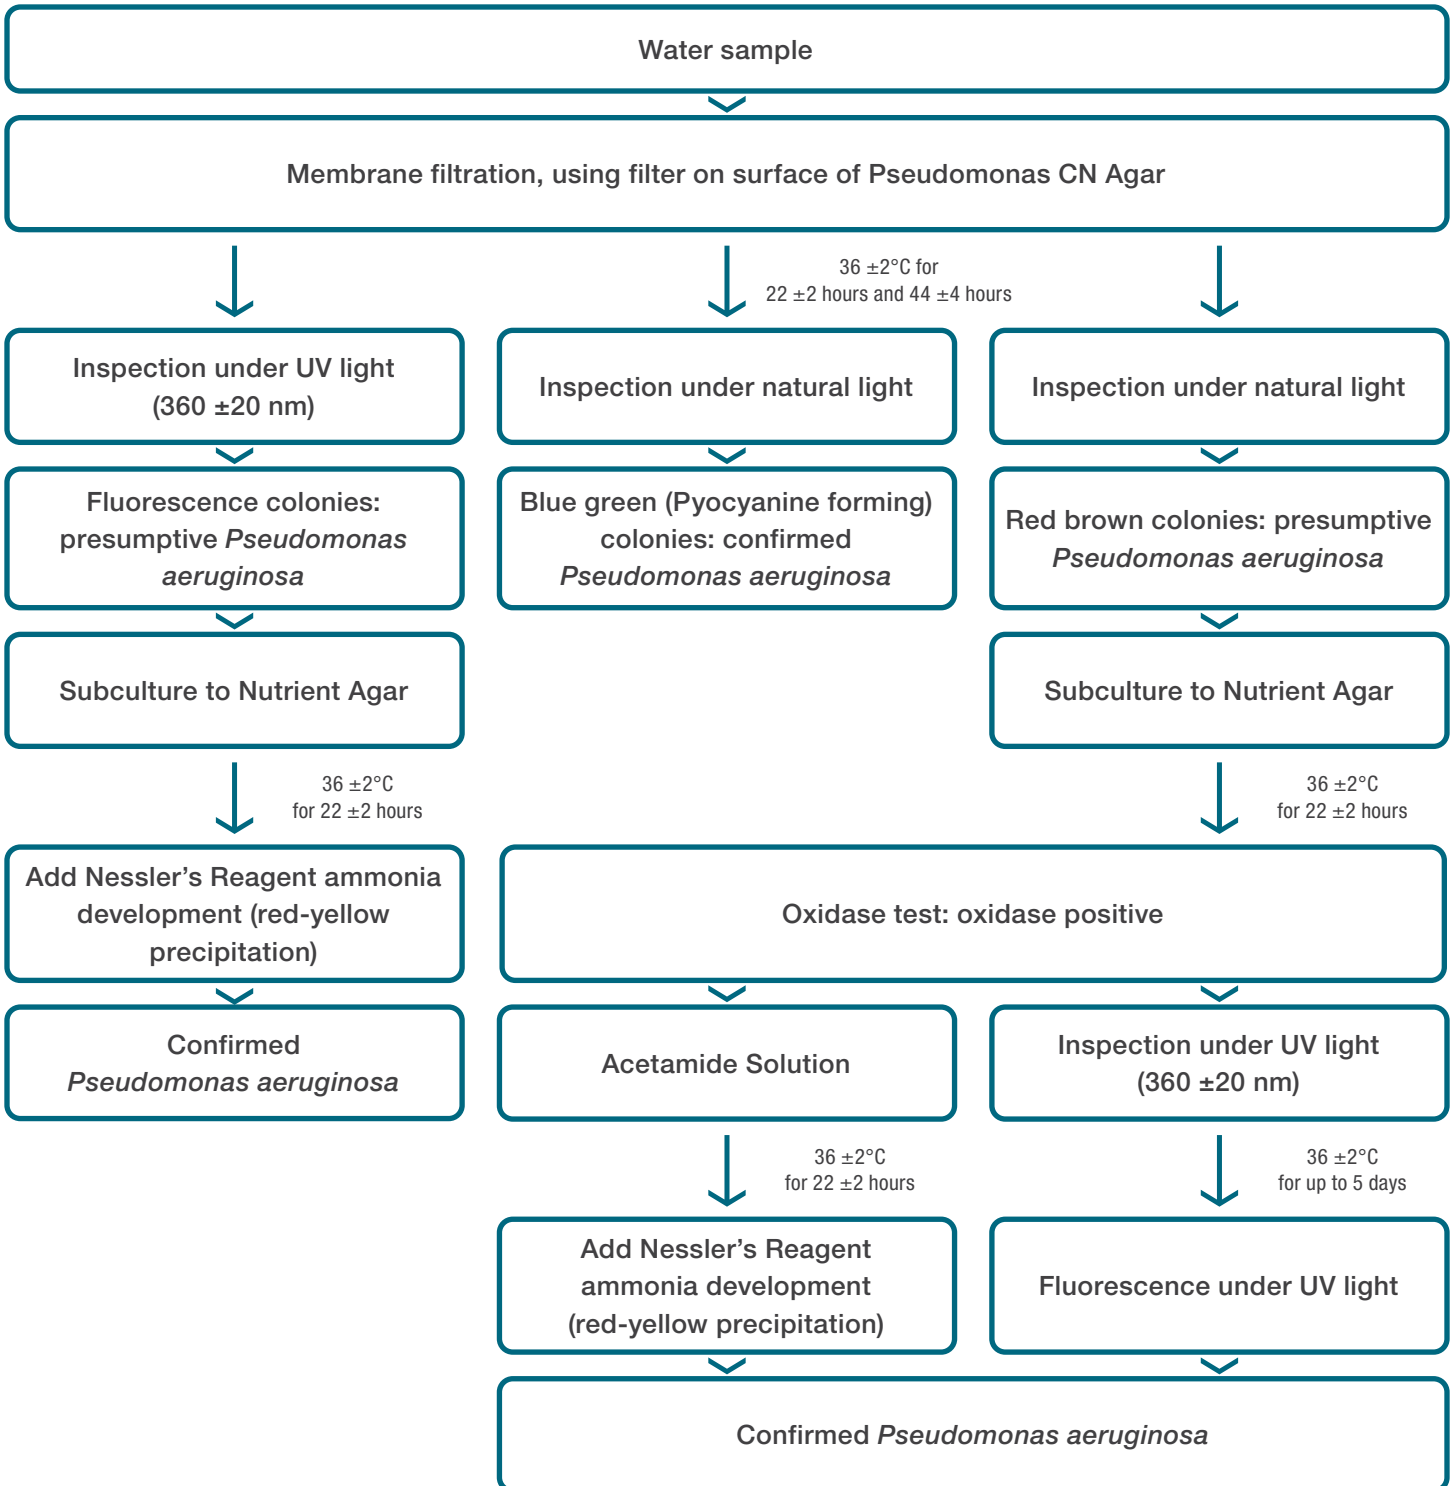 Water sample
Membrane filtration, using filter on surface of Pseudomonas CN Agar
36 ±2°C for
22 ±2 hours and 44 ±4 hours
Inspection under UV light
(360 ±20 nm)
Inspection under natural light
Inspection under natural light
Fluorescence colonies:
presumptive Pseudomonas
aeruginosa
Blue green (Pyocyanine forming)
colonies: confirmed
Pseudomonas aeruginosa
Red brown colonies: presumptive
Pseudomonas aeruginosa
Subculture to Nutrient Agar
Subculture to Nutrient Agar
36 ±2°C
for 22 ±2 hours
36 ±2°C
for 22 ±2 hours
Add Nessler’s Reagent ammonia
development (red-yellow
precipitation)
Oxidase test: oxidase positive
Confirmed
Pseudomonas aeruginosa
Acetamide Solution
Inspection under UV light
(360 ±20 nm)
36 ±2°C
for 22 ±2 hours
36 ±2°C
for up to 5 days
Add Nessler’s Reagent
ammonia development
(red-yellow precipitation)
Fluorescence under UV light
Confirmed Pseudomonas aeruginosa